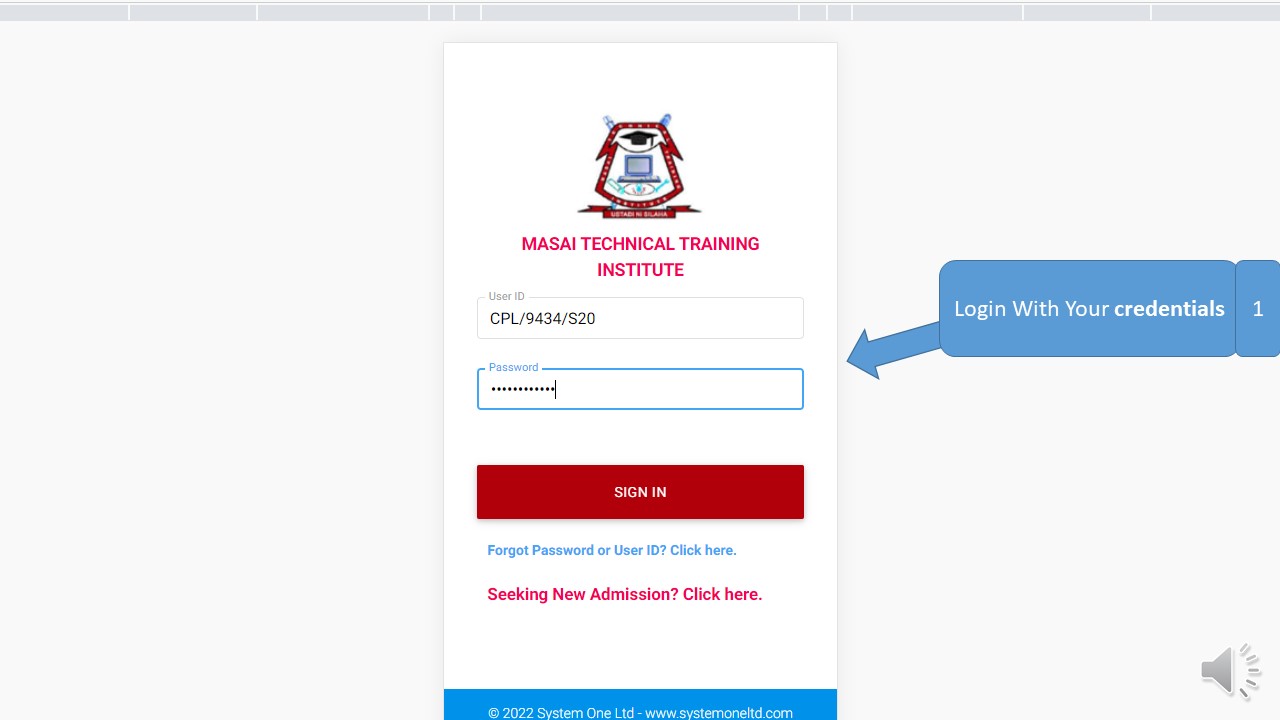 USTADI NI SILAHA
MASAI TECHNICAL TRAINING
INSTITUTE
User ID
CPL/9434/S20
Password
••••••••••••
SIGN IN
Forgot Password or User ID? Click here.
Seeking New Admission? Click here.
© 2022 System One Ltd - www.systemoneltd.com
Login With Your credentials
1